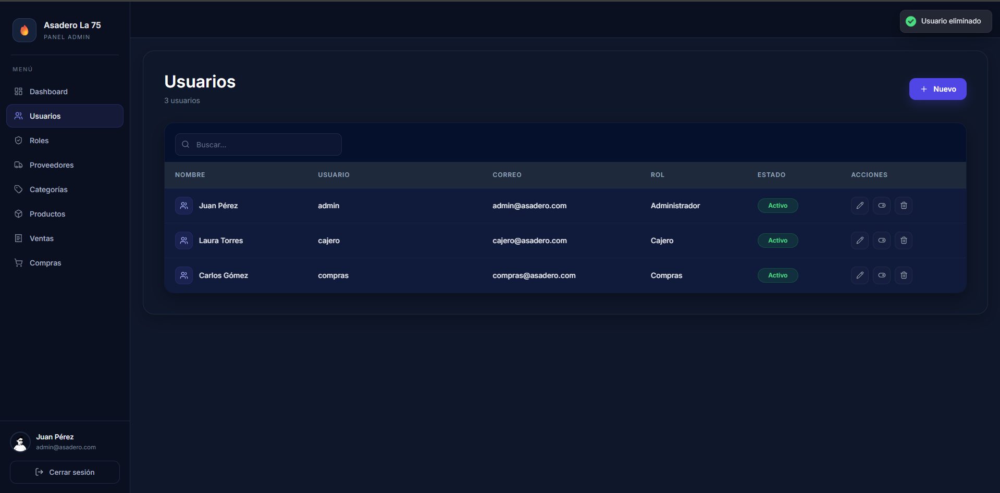 Asadero La 75
PANEL ADMIN
MENÚ
Dashboard
Usuarios
Roles
Proveedores
Categorías
Productos
Ventas
Compras
Juan Pérez
admin@asadero.com
Cerrar sesión
Usuario eliminado
Usuarios
3 usuarios
Nuevo
Buscar...
NOMBRE USUARIO CORREO ROL ESTADO ACCIONES
Juan Pérez admin admin@asadero.com Administrador Activo
Laura Torres cajero cajero@asadero.com Cajero Activo
Carlos Gómez compras compras@asadero.com Compras Activo